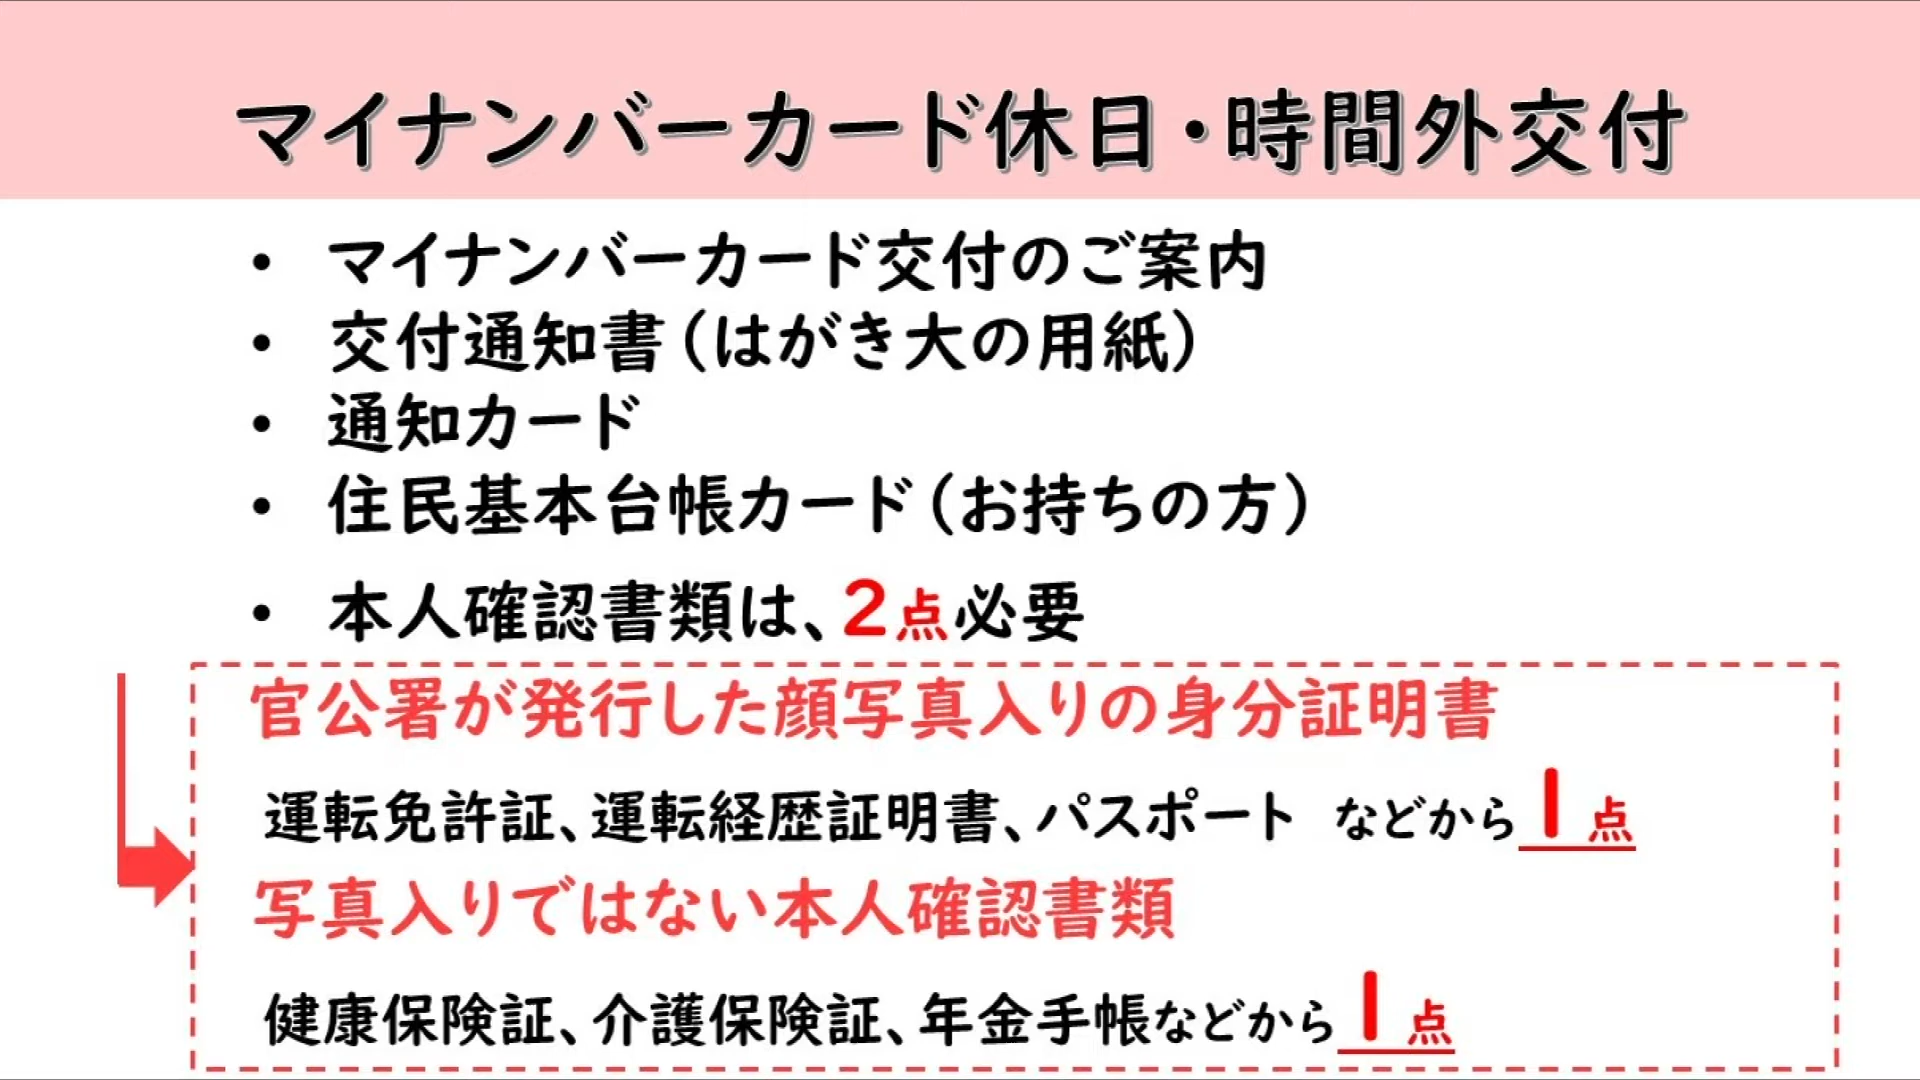 マイナンバーカード休日・時間外交付
• マイナンバーカード交付のご案内
• 交付通知書(はがき大の用紙)
• 通知カード
• 住民基本台帳カード(お持ちの方)
• 本人確認書類は、2点必要
官公署が発行した顔写真入りの身分証明書
運転免許証、運転経歴証明書、パスポート などから1点
写真入りではない本人確認書類
健康保険証、介護保険証、年金手帳などから1点